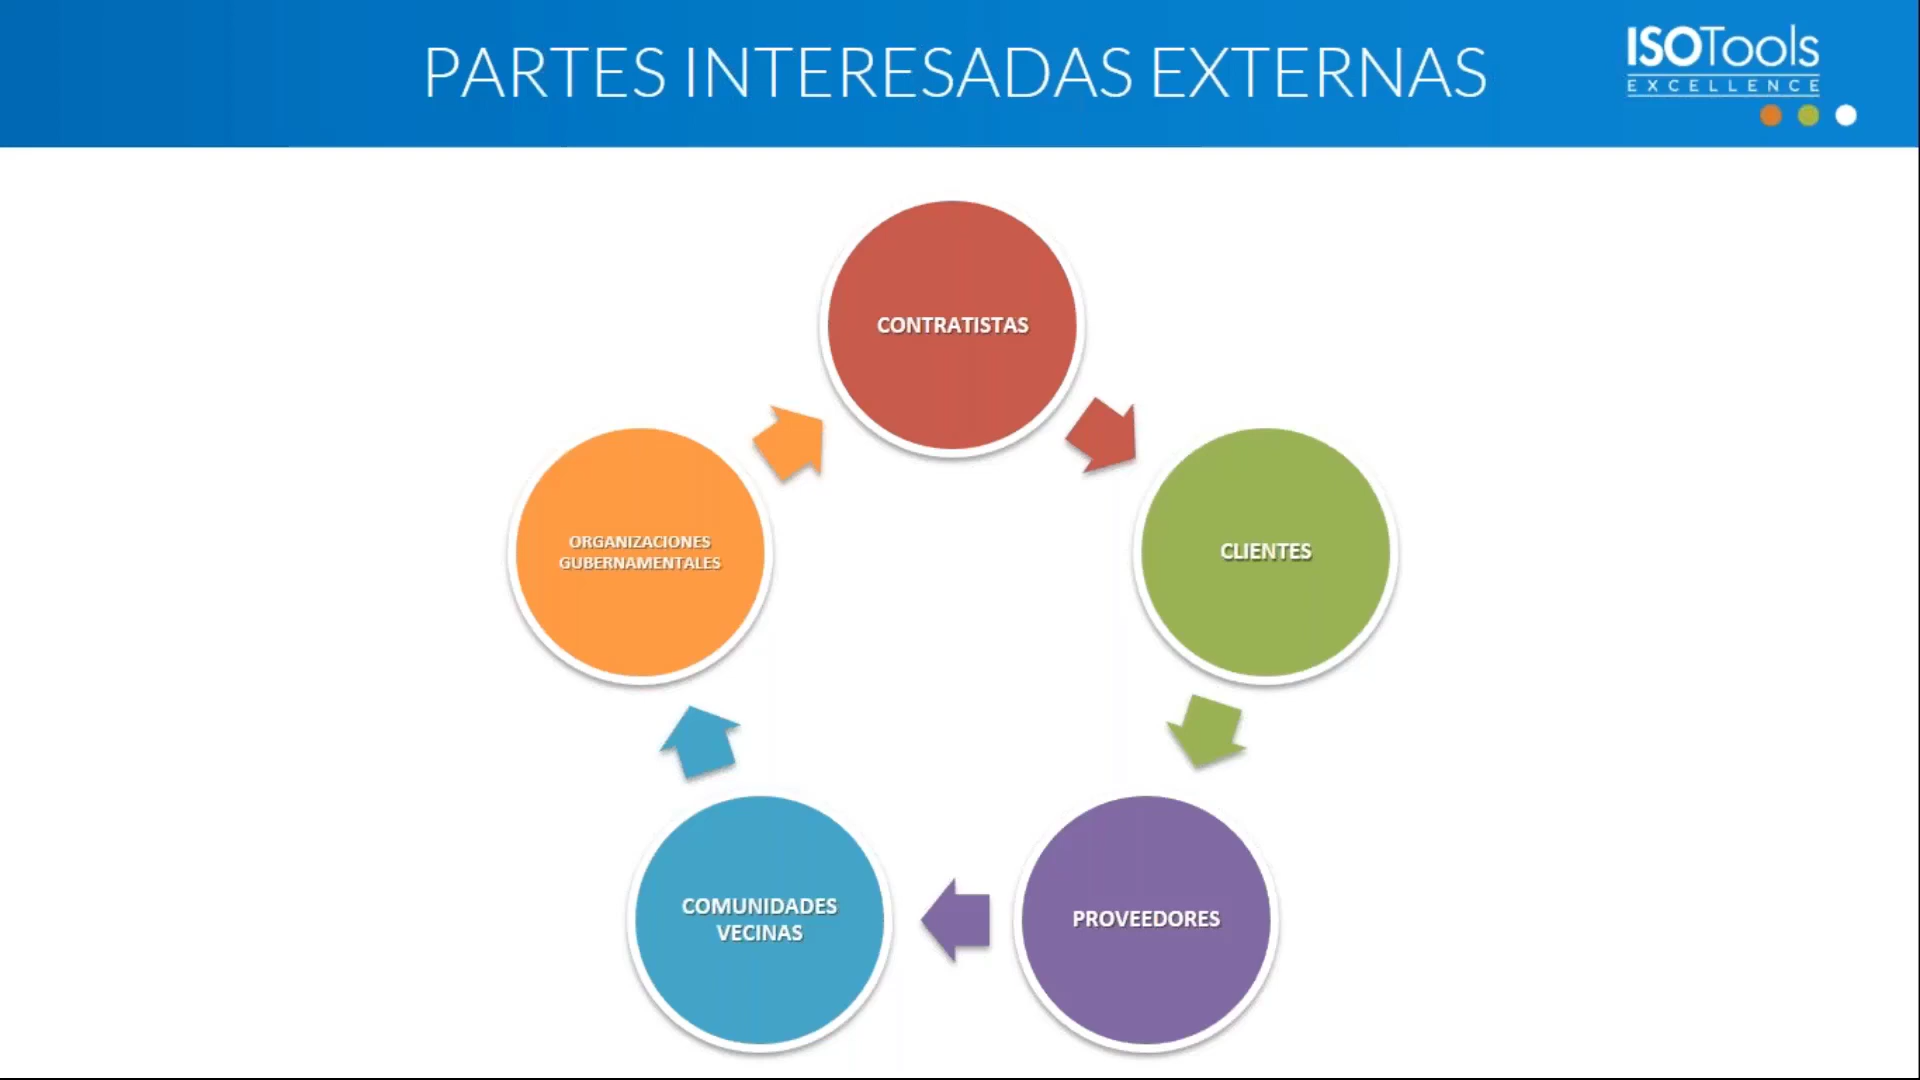 PARTES INTERESADAS EXTERNAS
ISOTools
EXCELLENCE
CONTRATISTAS
CLIENTES
PROVEEDORES
COMUNIDADES
VECINAS
ORGANIZACIONES
GUBERNAMENTALES